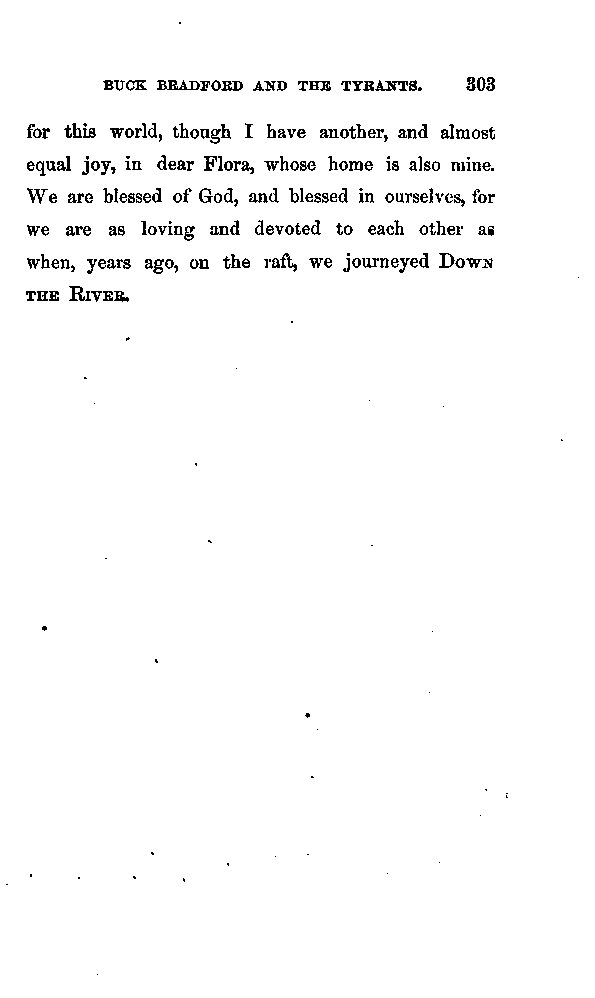 BUCK BRADFORD AND THE TYRANTS. 303
for this world, though I have another, and almost
equal joy, in dear Flora, whose home is also mine.
We are blessed of God, and blessed in ourselves, for
we are as loving and devoted to each other as
when, years ago, on the raft, we journeyed DOWN
THE RIVER.